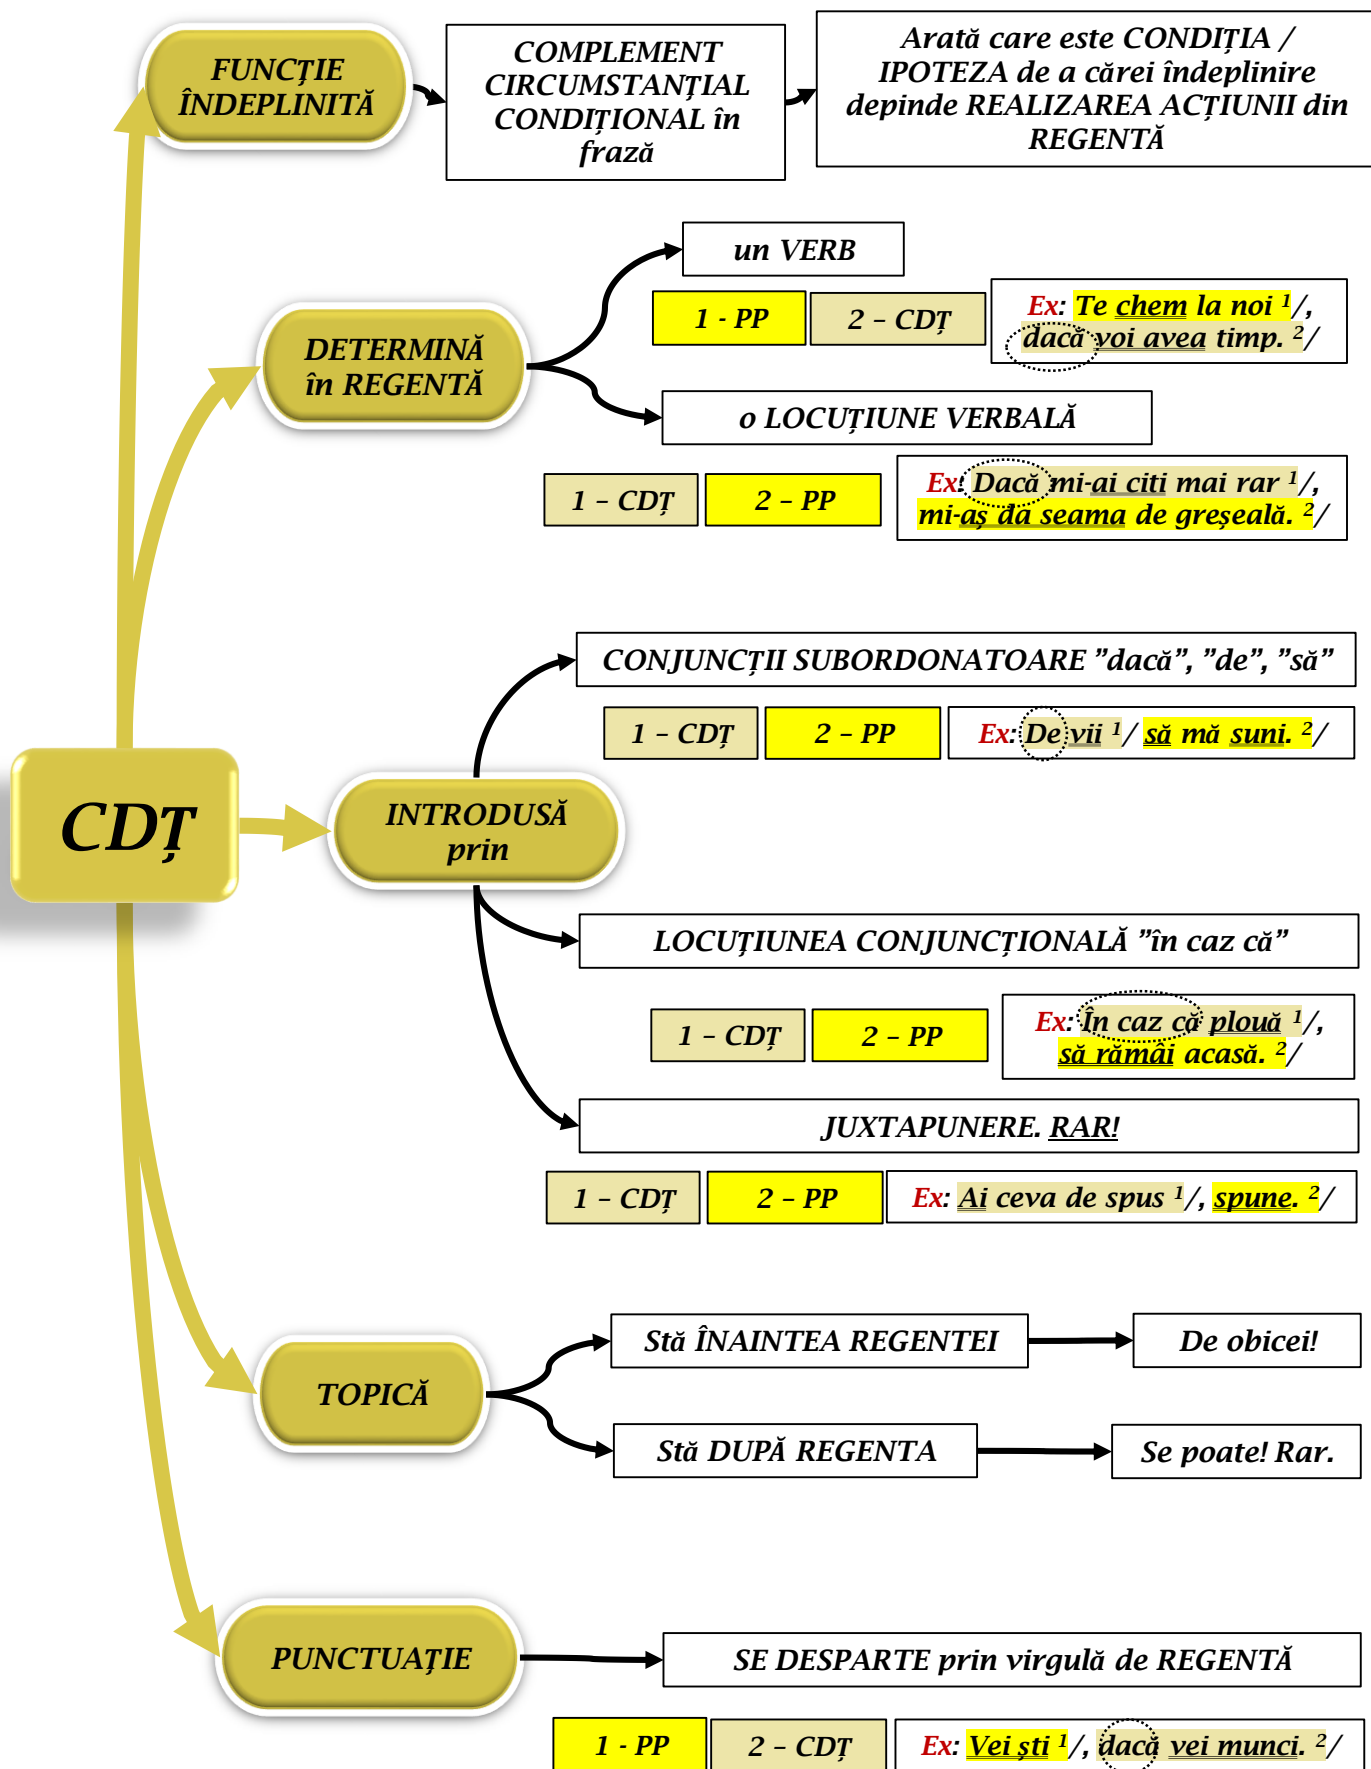 FUNCȚIE
ÎNDEPLINITĂ
COMPLEMENT
CIRCUMSTANȚIAL
CONDIȚIONAL în
frază
Arată care este CONDIȚIA /
IPOTEZA de a cărei îndeplinire
depinde REALIZAREA ACȚIUNII din
REGENTĂ
DETERMINĂ
în REGENTĂ
un VERB
1 - PP
2 – CDȚ
Ex: Te chem la noi ¹/,
dacă voi avea timp. ²/
o LOCUȚIUNE VERBALĂ
1 – CDȚ
2 – PP
Ex: Dacă mi-ai citi mai rar ¹/,
mi-aș da seama de greșeală. ²/
CDȚ
INTRODUSĂ
prin
CONJUNCȚII SUBORDONATOARE ”dacă”, ”de”, ”să”
1 – CDȚ
2 – PP
Ex: De vii ¹/ să mă suni. ²/
LOCUȚIUNEA CONJUNCȚIONALĂ ”în caz că”
1 – CDȚ
2 – PP
Ex: În caz că plouă ¹/,
să rămâi acasă. ²/
JUXTAPUNERE. RAR!
1 – CDȚ
2 – PP
Ex: Ai ceva de spus ¹/, spune. ²/
TOPICĂ
Stă ÎNAINTEA REGENTEI
De obicei!
Stă DUPĂ REGENTA
Se poate! Rar.
PUNCTUAȚIE
SE DESPARTE prin virgulă de REGENTĂ
1 - PP
2 – CDȚ
Ex: Vei ști ¹/, dacă vei munci. ²/